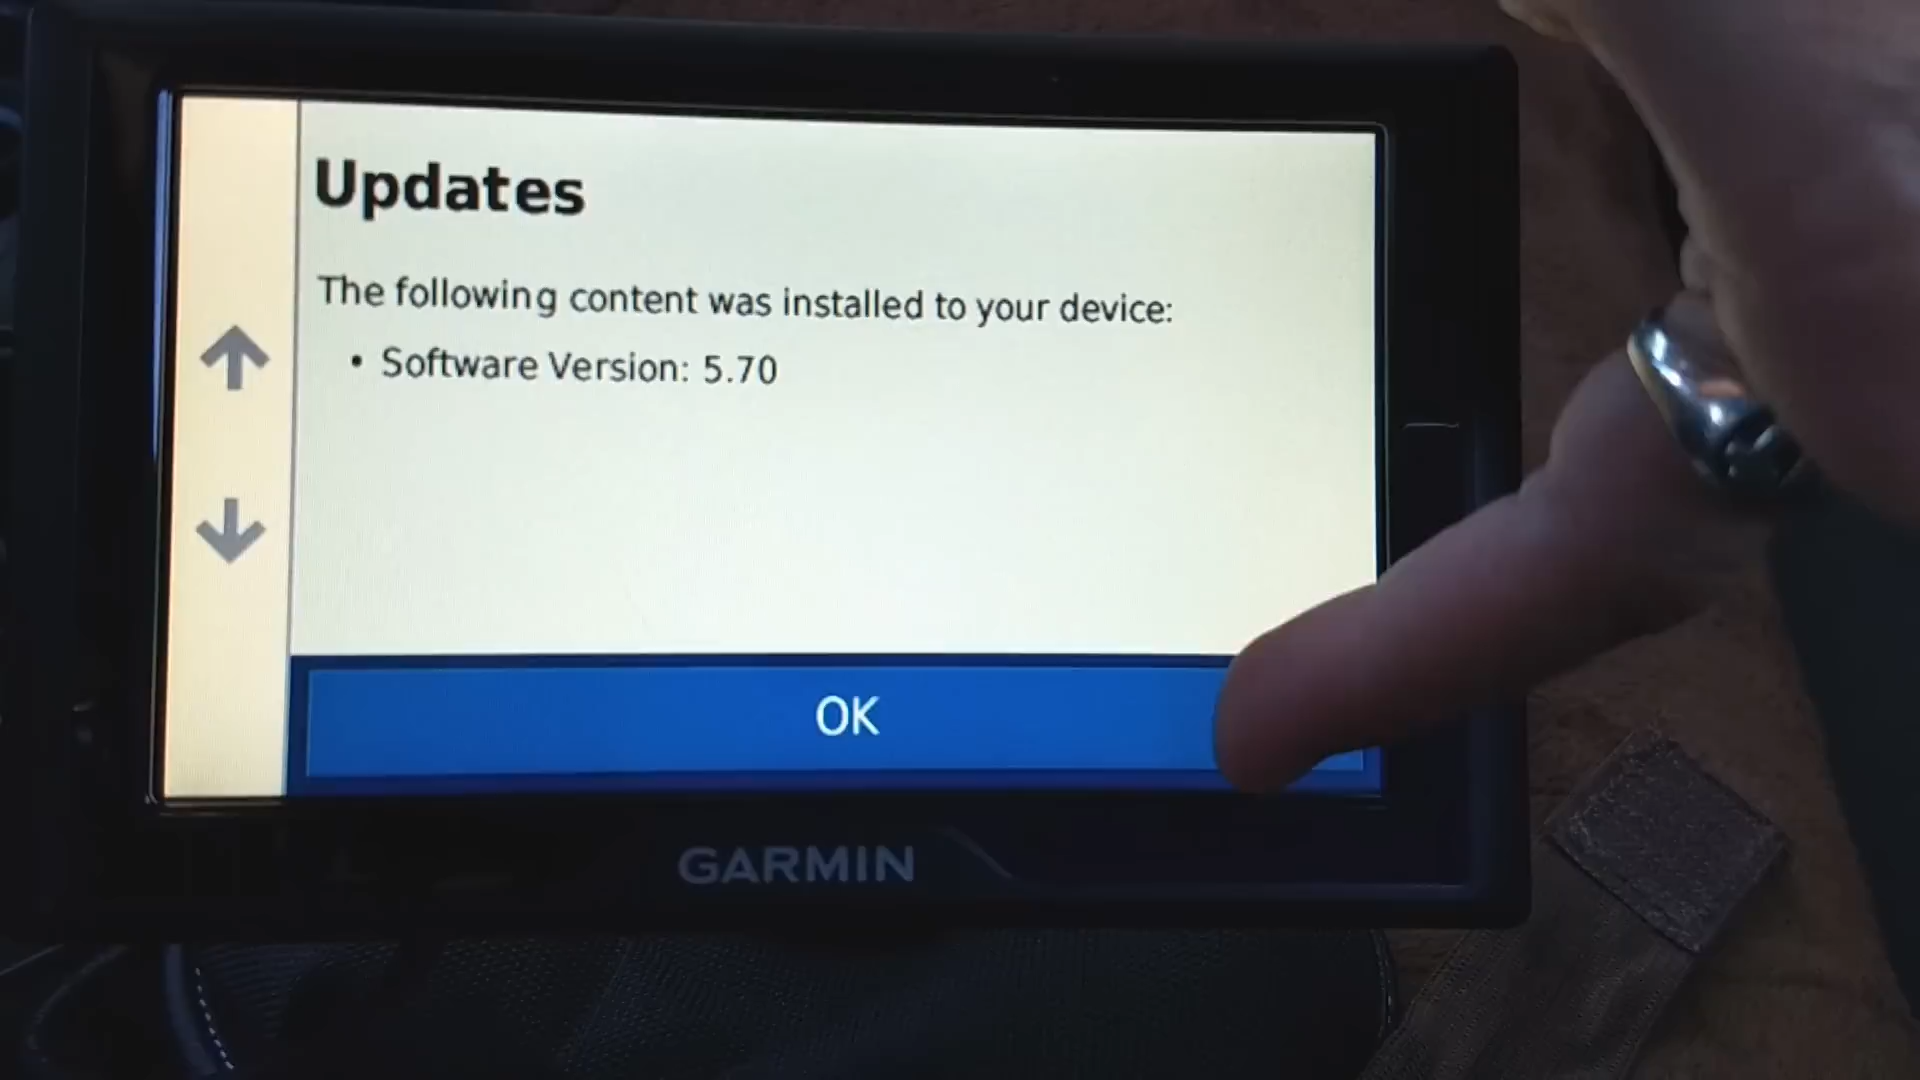 Updates
The following content was installed to your device:
• Software Version: 5.70
OK
GARMIN